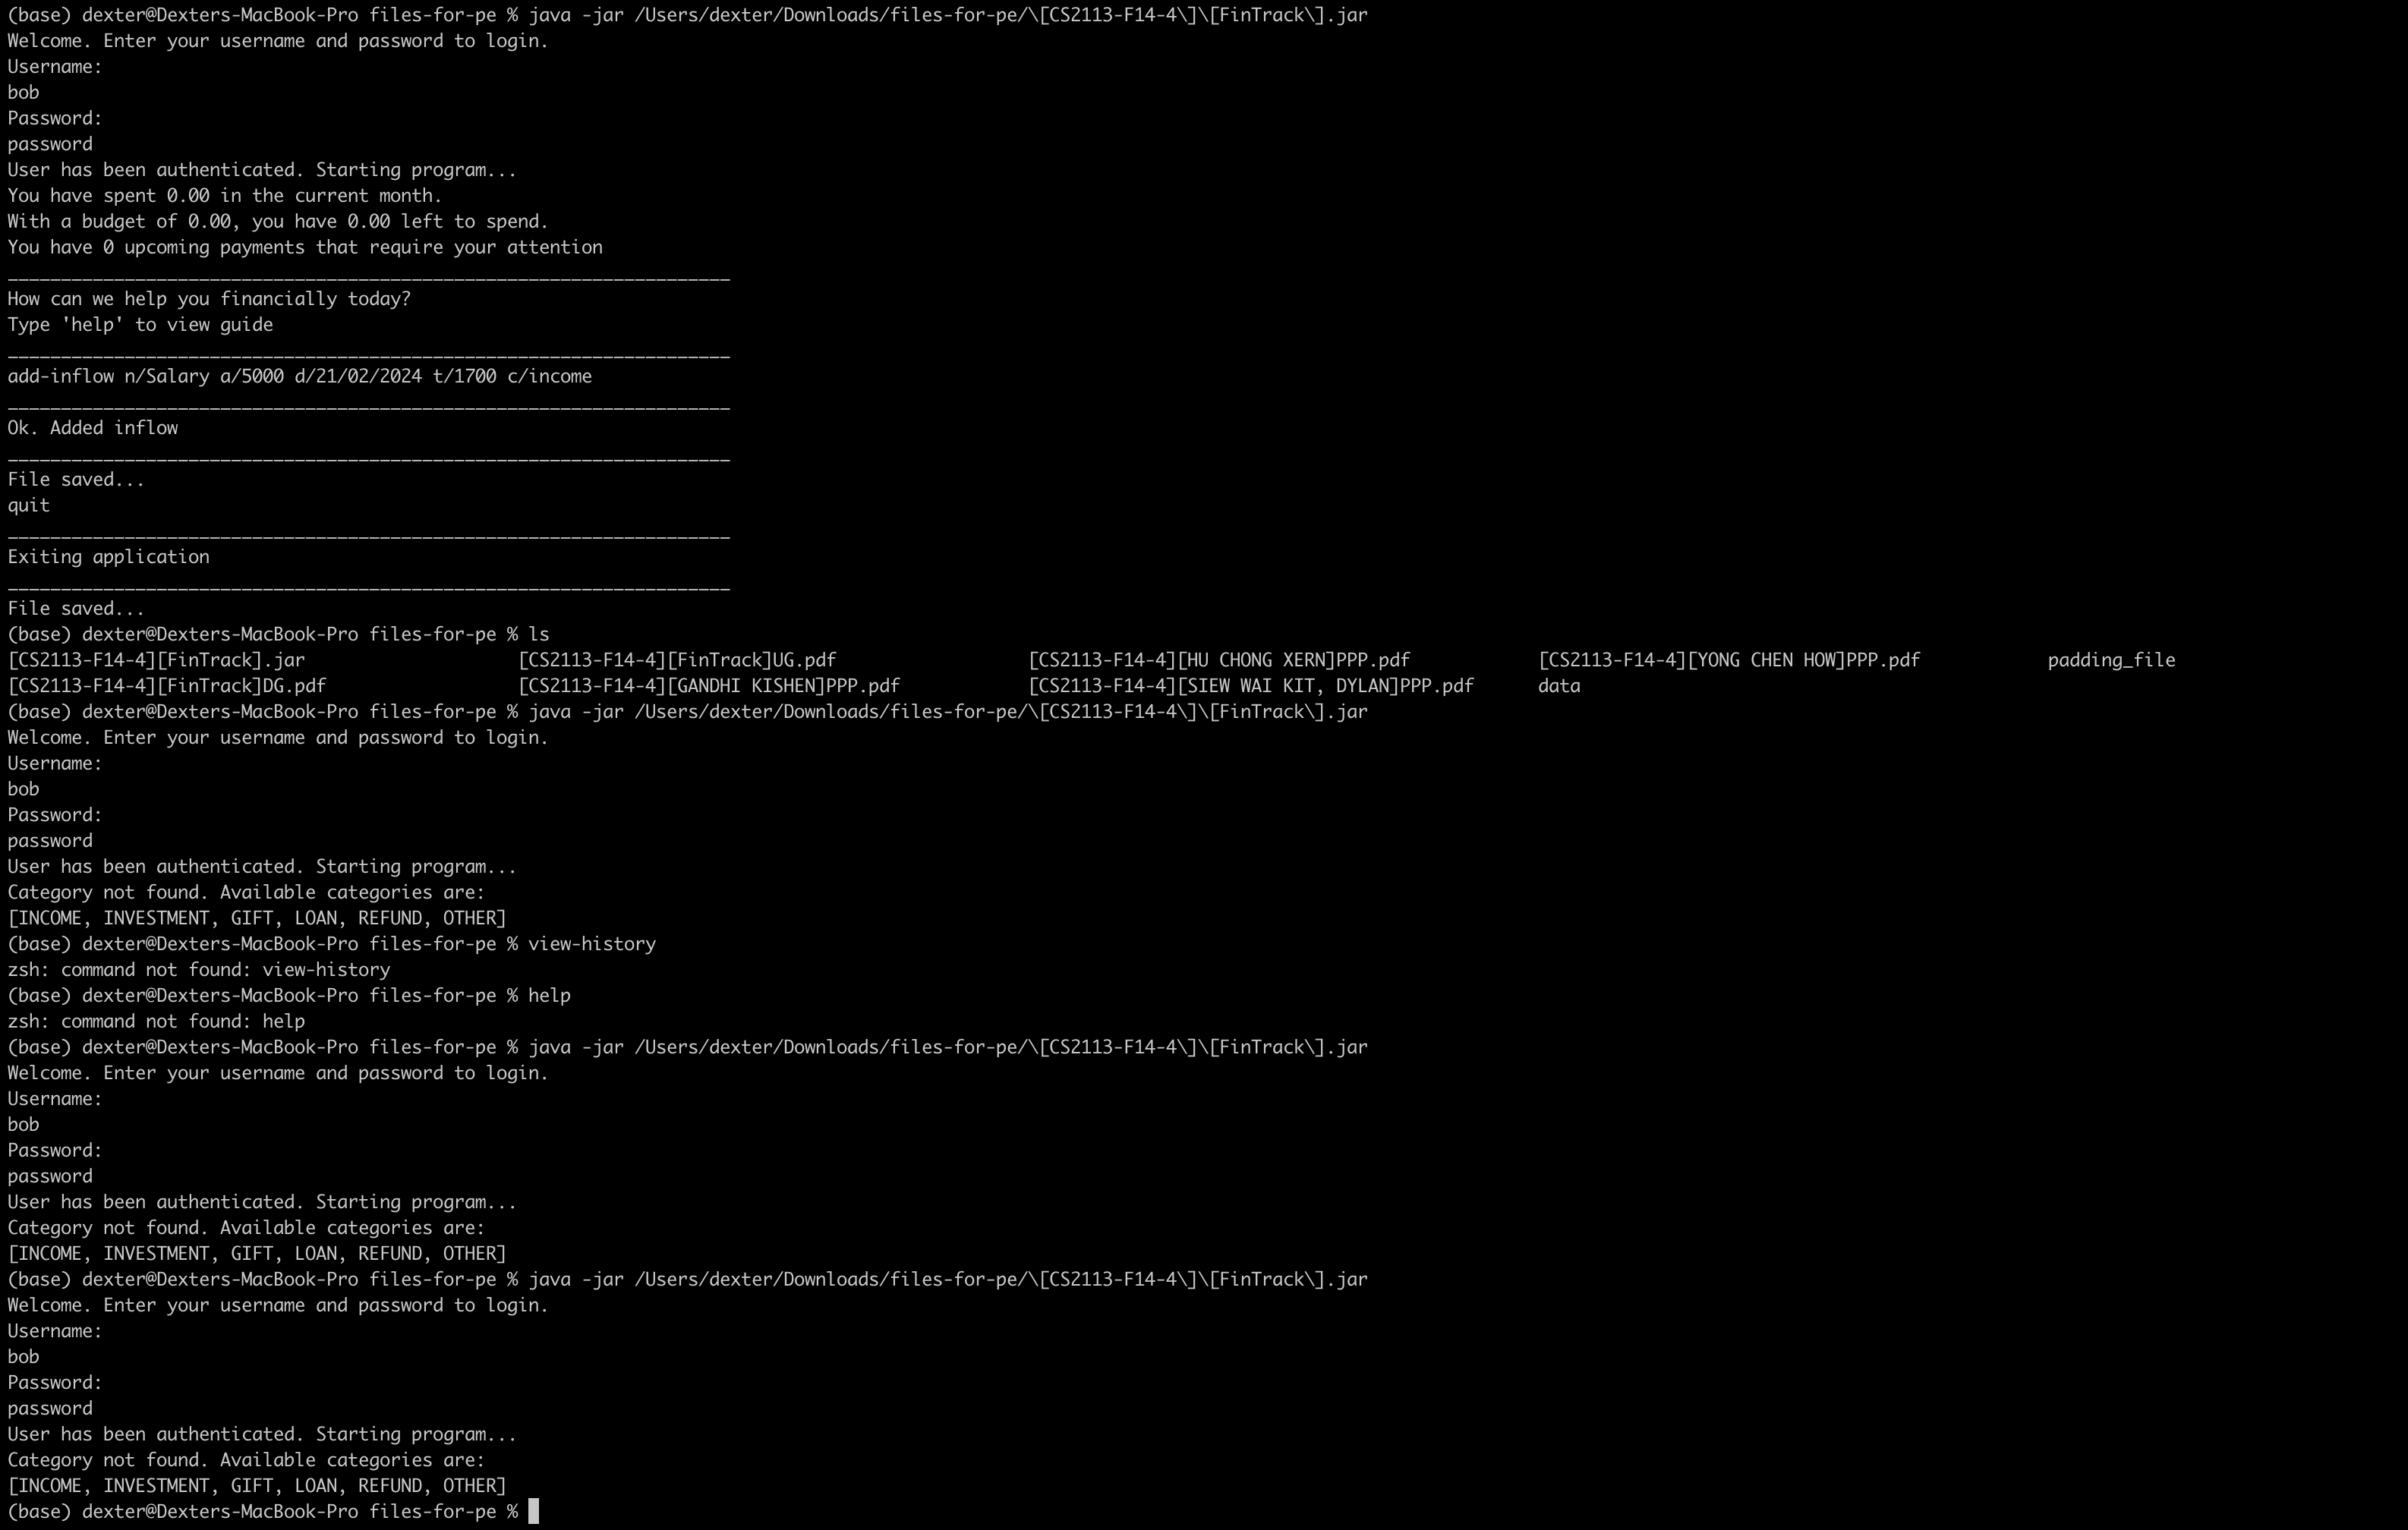 (base) dexter@Dexters-MacBook-Pro files-for-pe % java -jar /Users/dexter/Downloads/files-for-pe/\[CS2113-F14-4\]\[FinTrack\].jar
Welcome. Enter your username and password to login.
Username:
bob
Password:
password
User has been authenticated. Starting program...
You have spent 0.00 in the current month.
With a budget of 0.00, you have 0.00 left to spend.
You have 0 upcoming payments that require your attention
____________________________________________________________________
How can we help you financially today?
Type 'help' to view guide
____________________________________________________________________
add-inflow n/Salary a/5000 d/21/02/2024 t/1700 c/income
____________________________________________________________________
Ok. Added inflow
____________________________________________________________________
File saved...
quit
____________________________________________________________________
Exiting application
____________________________________________________________________
File saved...
(base) dexter@Dexters-MacBook-Pro files-for-pe % ls
[CS2113-F14-4][FinTrack].jar [CS2113-F14-4][FinTrack]UG.pdf [CS2113-F14-4][HU CHONG XERN]PPP.pdf [CS2113-F14-4][YONG CHEN HOW]PPP.pdf padding_file
[CS2113-F14-4][FinTrack]DG.pdf [CS2113-F14-4][GANDHI KISHEN]PPP.pdf [CS2113-F14-4][SIEW WAI KIT, DYLAN]PPP.pdf data
(base) dexter@Dexters-MacBook-Pro files-for-pe % java -jar /Users/dexter/Downloads/files-for-pe/\[CS2113-F14-4\]\[FinTrack\].jar
Welcome. Enter your username and password to login.
Username:
bob
Password:
password
User has been authenticated. Starting program...
Category not found. Available categories are:
[INCOME, INVESTMENT, GIFT, LOAN, REFUND, OTHER]
(base) dexter@Dexters-MacBook-Pro files-for-pe % view-history
zsh: command not found: view-history
(base) dexter@Dexters-MacBook-Pro files-for-pe % help
zsh: command not found: help
(base) dexter@Dexters-MacBook-Pro files-for-pe % java -jar /Users/dexter/Downloads/files-for-pe/\[CS2113-F14-4\]\[FinTrack\].jar
Welcome. Enter your username and password to login.
Username:
bob
Password:
password
User has been authenticated. Starting program...
Category not found. Available categories are:
[INCOME, INVESTMENT, GIFT, LOAN, REFUND, OTHER]
(base) dexter@Dexters-MacBook-Pro files-for-pe % java -jar /Users/dexter/Downloads/files-for-pe/\[CS2113-F14-4\]\[FinTrack\].jar
Welcome. Enter your username and password to login.
Username:
bob
Password:
password
User has been authenticated. Starting program...
Category not found. Available categories are:
[INCOME, INVESTMENT, GIFT, LOAN, REFUND, OTHER]
(base) dexter@Dexters-MacBook-Pro files-for-pe %